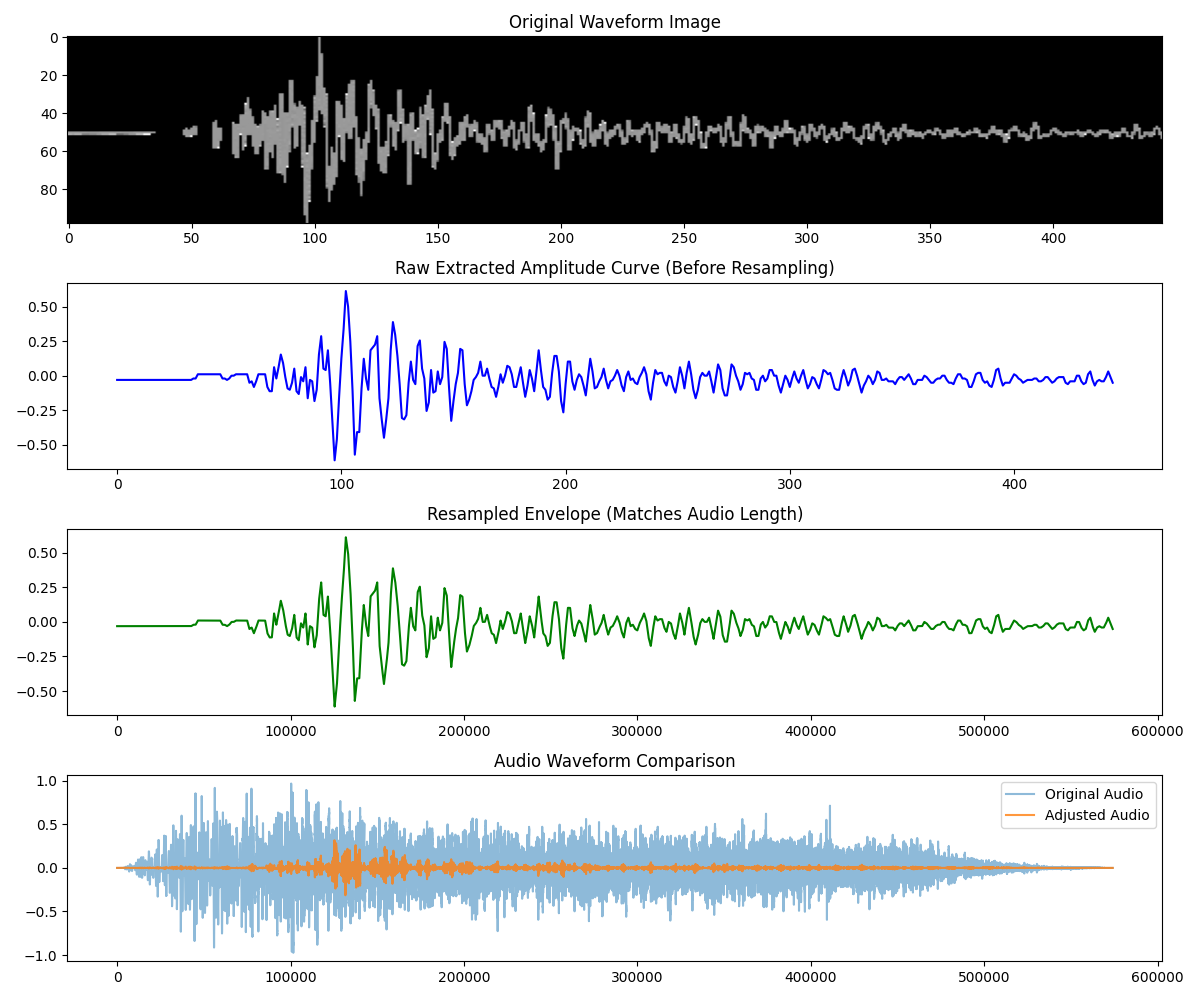 Original Waveform Image
0
20
40
60
80
0 50 100 150 200 250 300 350 400
Raw Extracted Amplitude Curve (Before Resampling)
0.50
0.25
0.00
−0.25
−0.50
0 100 200 300 400
Resampled Envelope (Matches Audio Length)
0.50
0.25
0.00
−0.25
−0.50
0 100000 200000 300000 400000 500000 600000
Audio Waveform Comparison
1.0
0.5
0.0
−0.5
−1.0
Original Audio
Adjusted Audio
0 100000 200000 300000 400000 500000 600000